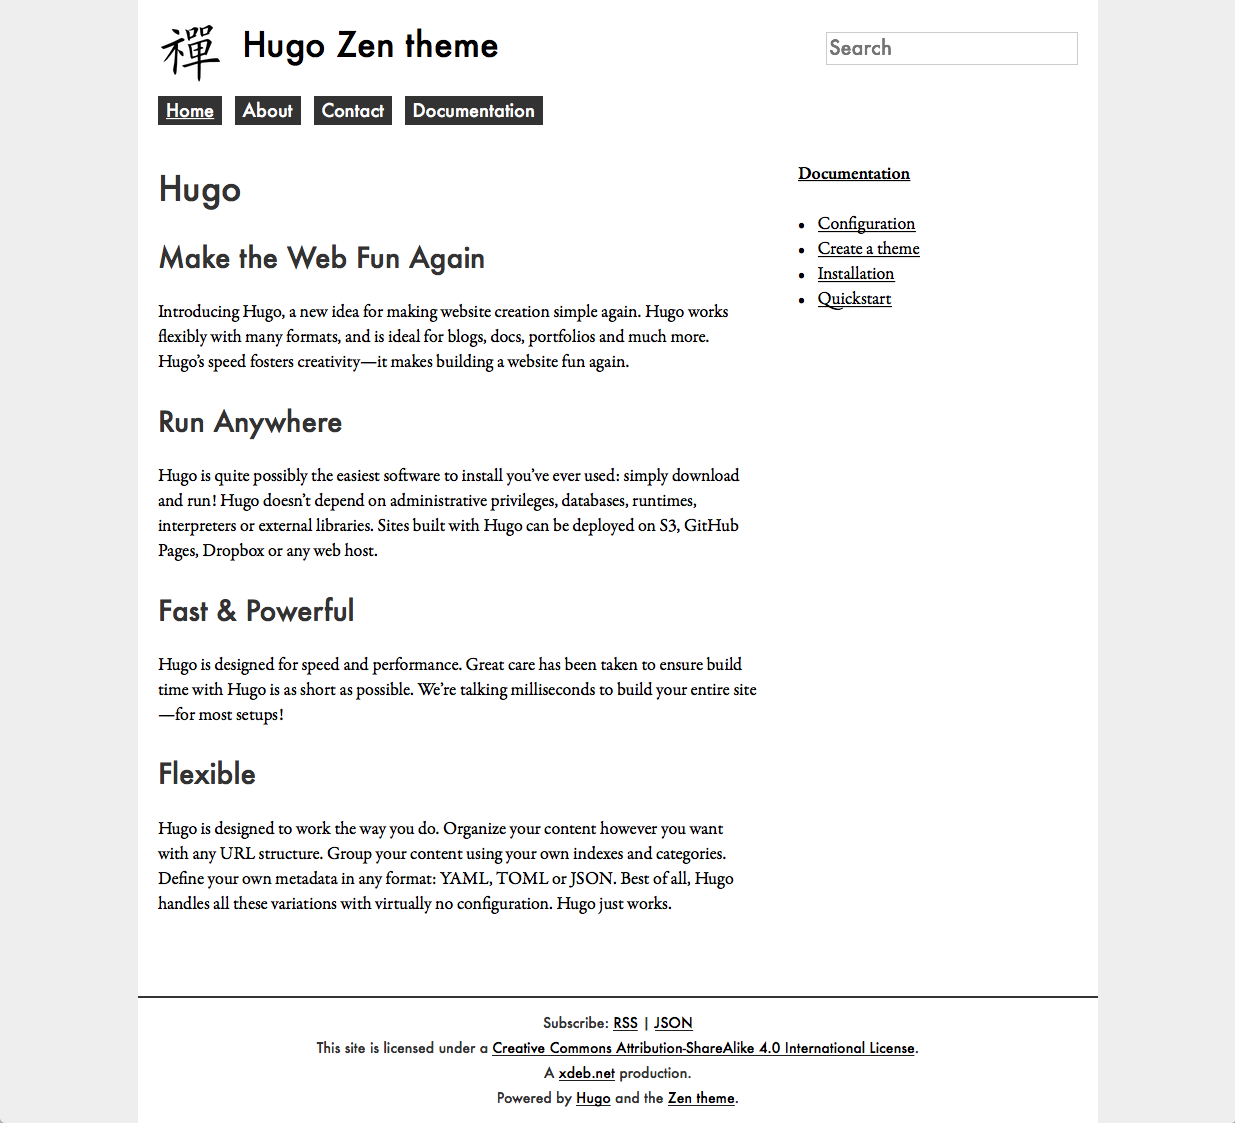 禪 Hugo Zen theme
Search
Home About Contact Documentation
Hugo
Make the Web Fun Again
Introducing Hugo, a new idea for making website creation simple again. Hugo works
flexibly with many formats, and is ideal for blogs, docs, portfolios and much more.
Hugo’s speed fosters creativity—it makes building a website fun again.
Run Anywhere
Hugo is quite possibly the easiest software to install you’ve ever used: simply download
and run! Hugo doesn’t depend on administrative privileges, databases, runtimes,
interpreters or external libraries. Sites built with Hugo can be deployed on S3, GitHub
Pages, Dropbox or any web host.
Fast & Powerful
Hugo is designed for speed and performance. Great care has been taken to ensure build
time with Hugo is as short as possible. We’re talking milliseconds to build your entire site
—for most setups!
Flexible
Hugo is designed to work the way you do. Organize your content however you want
with any URL structure. Group your content using your own indexes and categories.
Define your own metadata in any format: YAML, TOML or JSON. Best of all, Hugo
handles all these variations with virtually no configuration. Hugo just works.
Documentation
• Configuration
• Create a theme
• Installation
• Quickstart
Subscribe: RSS | JSON
This site is licensed under a Creative Commons Attribution-ShareAlike 4.0 International License.
A xdeb.net production.
Powered by Hugo and the Zen theme.